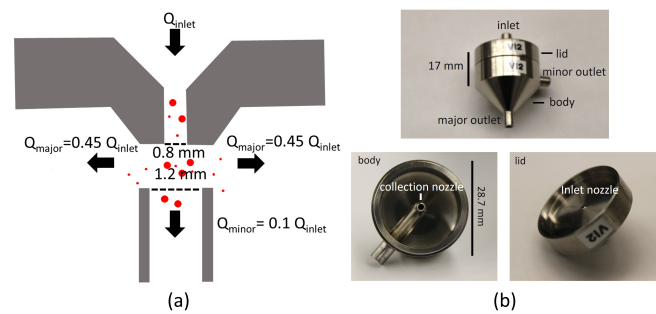 Q_inlet
Q_major=0.45 Q_inlet
Q_major=0.45 Q_inlet
0.8 mm
1.2 mm
Q_minor= 0.1 Q_inlet
(a)
inlet
V12
lid
17 mm
V12
minor outlet
body
major outlet
body
collection nozzle
28.7 mm
lid
Inlet nozzle
V12
(b)